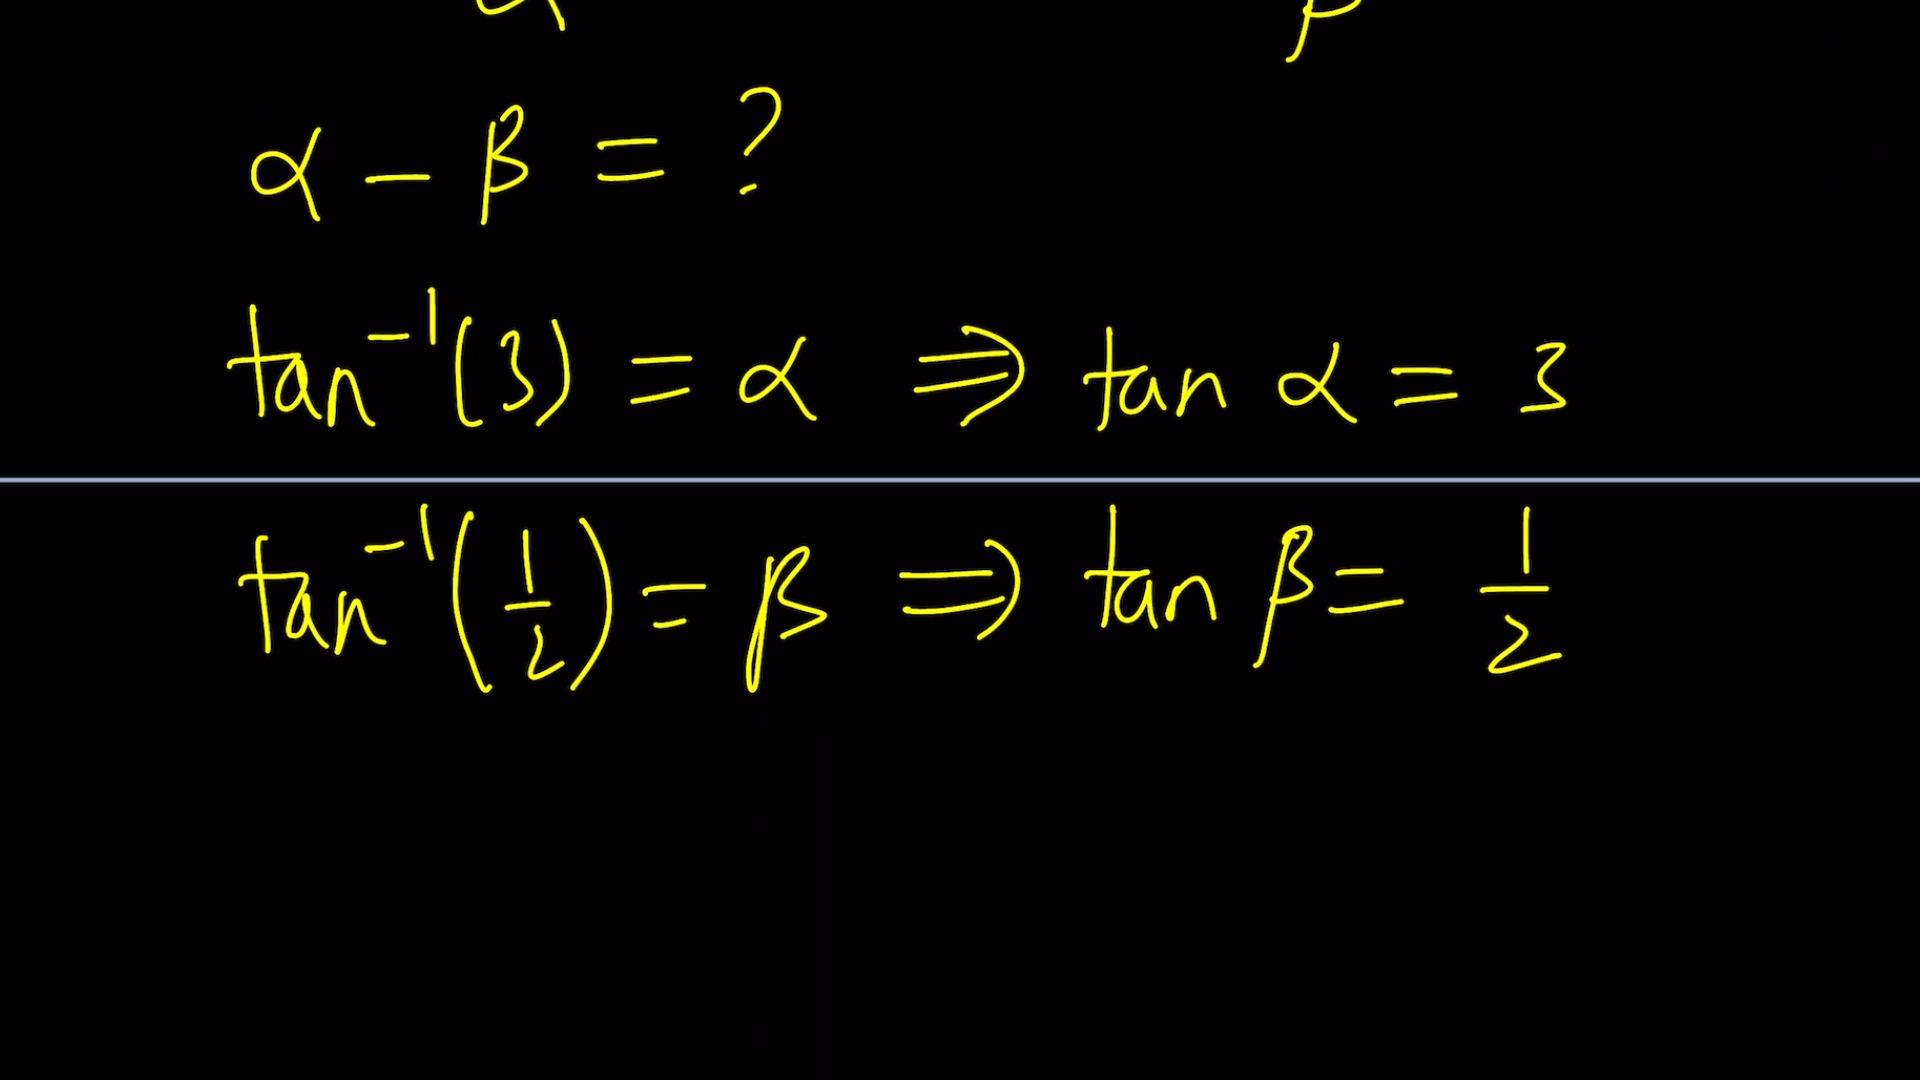 α β
α - β = ?
tan⁻¹(3) = α ⇒ tan α = 3
tan⁻¹(1/2) = β ⇒ tan β = 1/2